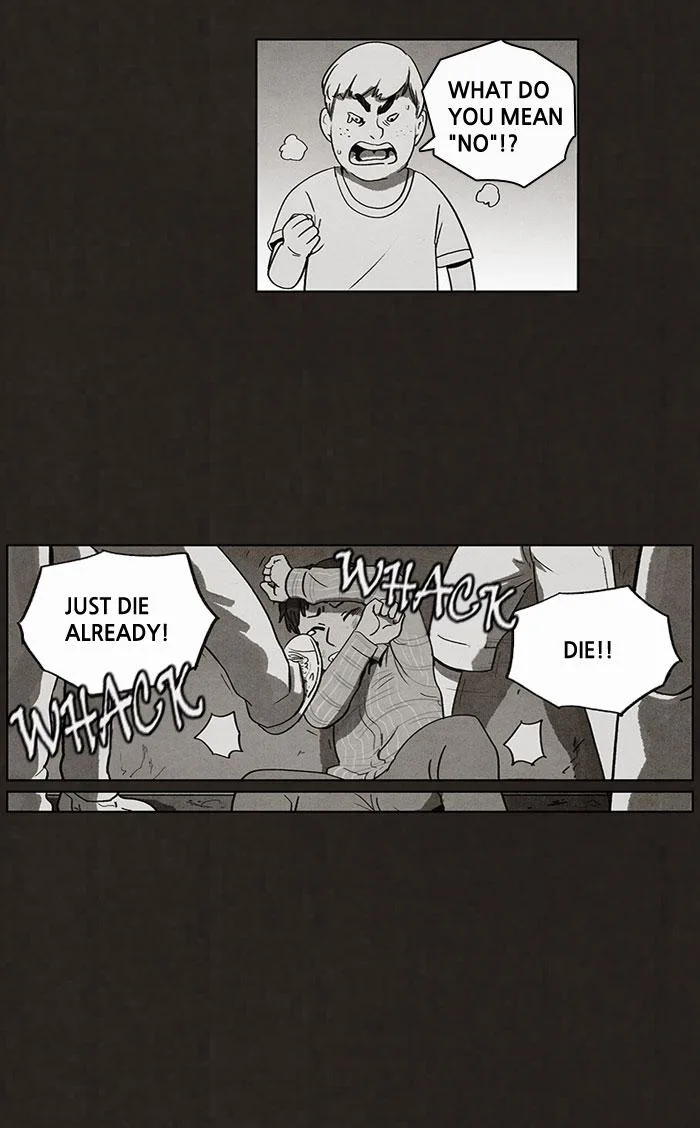 WHAT DO
YOU MEAN
"NO"!?
JUST DIE
ALREADY!
WHACK
WHACK
DIE!!